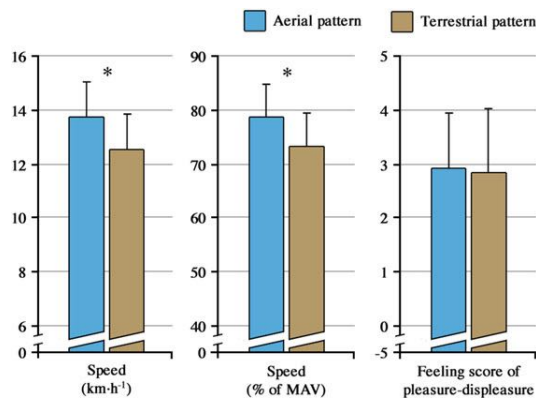 Aerial pattern
Terrestrial pattern
16
14
12
10
8
6
0
*
Speed
(km·h-1)
90
80
70
60
50
40
0
*
Speed
(% of MAV)
5
4
3
2
1
0
-5
Feeling score of
pleasure-displeasure